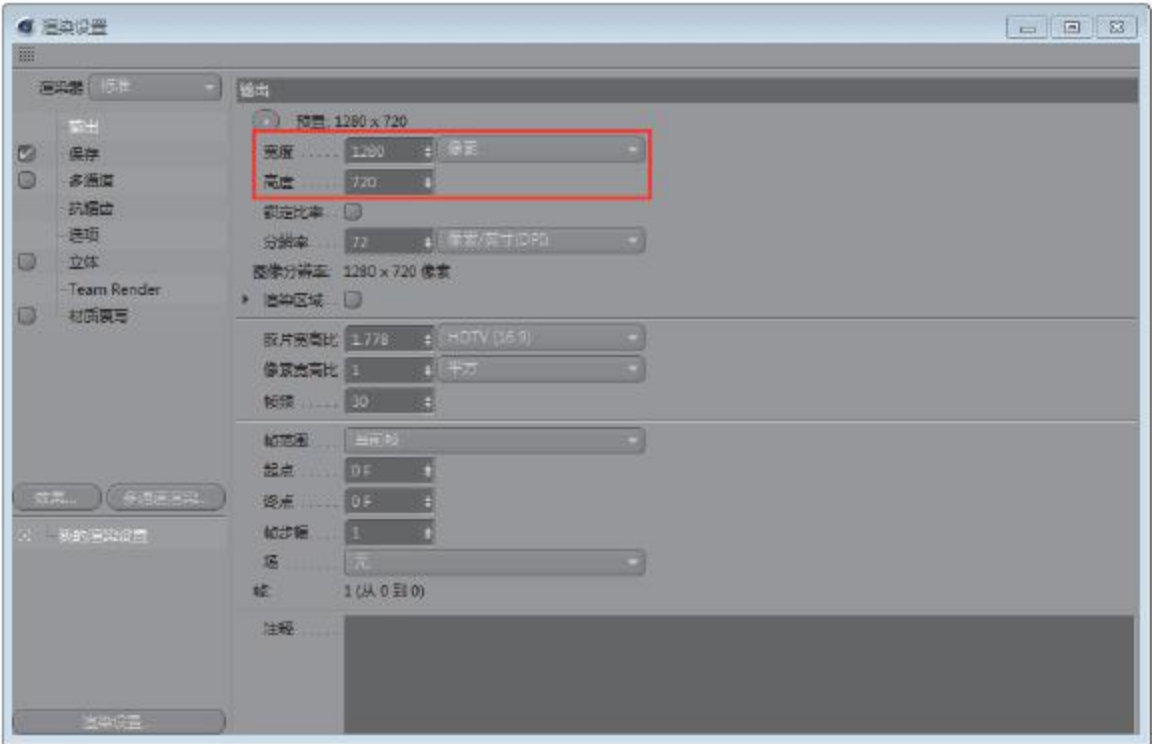 渲染设置
渲染器 标准
输出
保存
多通道
抗锯齿
选项
立体
Team Render
材质覆写
效果... 多通道渲染...
新的渲染设置
渲染设置...
输出
预置: 1280 x 720
宽度 ..... 1280 像素
高度 ..... 720
锁定比率
分辨率 72 像素/英寸(DPI)
图像分辨率: 1280 x 720 像素
渲染区域
胶片宽高比 1.778 HDTV (16:9)
像素宽高比 1 平方
帧频 ..... 30
帧范围 当前帧
起点 ..... 0 F
终点 ..... 0 F
帧步幅 1
场 无
帧: 1 (从 0 到 0)
注释 .....